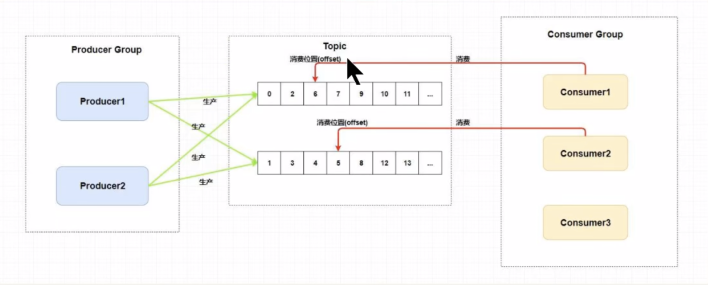 Producer Group
Topic
Consumer Group
消费位置(offset)
消费
Producer1
生产
0 2 6 7 9 10 11 ...
Consumer1
生产
消费位置(offset)
消费
Consumer2
生产
1 3 4 5 8 12 13 ...
Producer2
生产
Consumer3